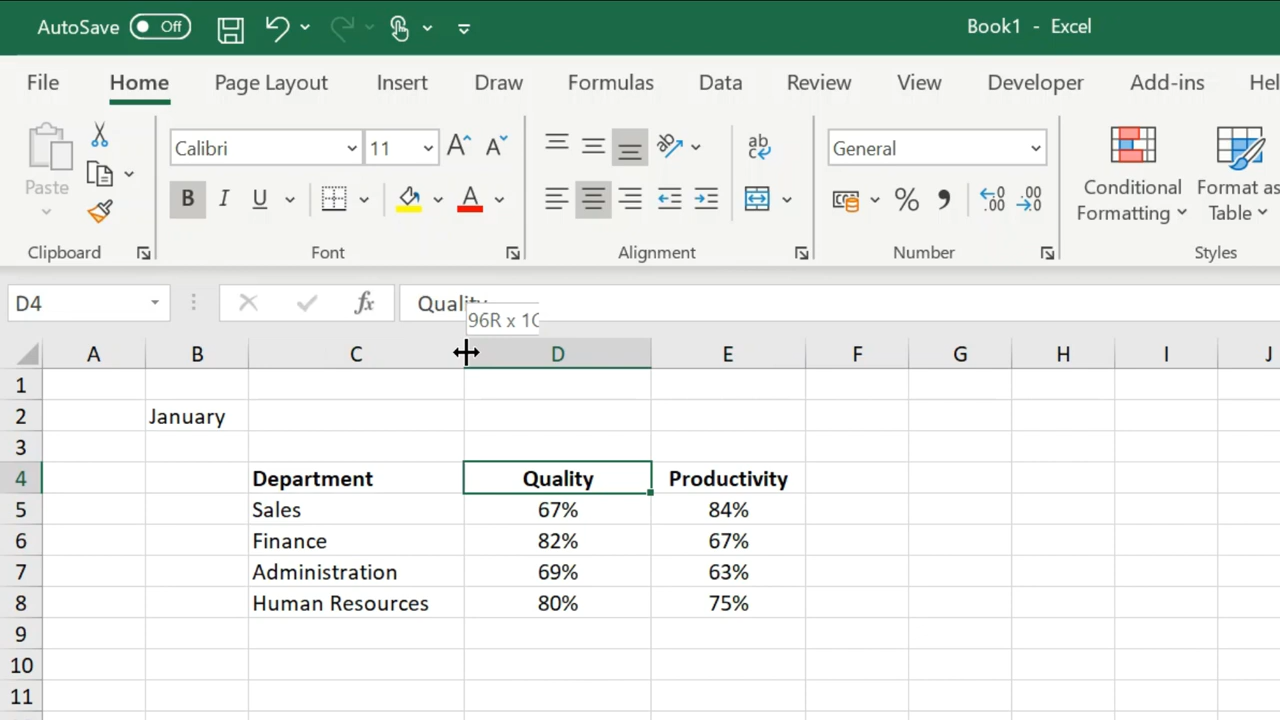 AutoSave Off Book1 - Excel
File Home Page Layout Insert Draw Formulas Data Review View Developer Add-ins Hel
Calibri 11 General
Paste B I U Conditional Formatting Format as Table
Clipboard Font Alignment Number Styles
D4 fx Quality
96R x 1C
A B C D E F G H I J
1
2 January
3
4 Department Quality Productivity
5 Sales 67% 84%
6 Finance 82% 67%
7 Administration 69% 63%
8 Human Resources 80% 75%
9
10
11